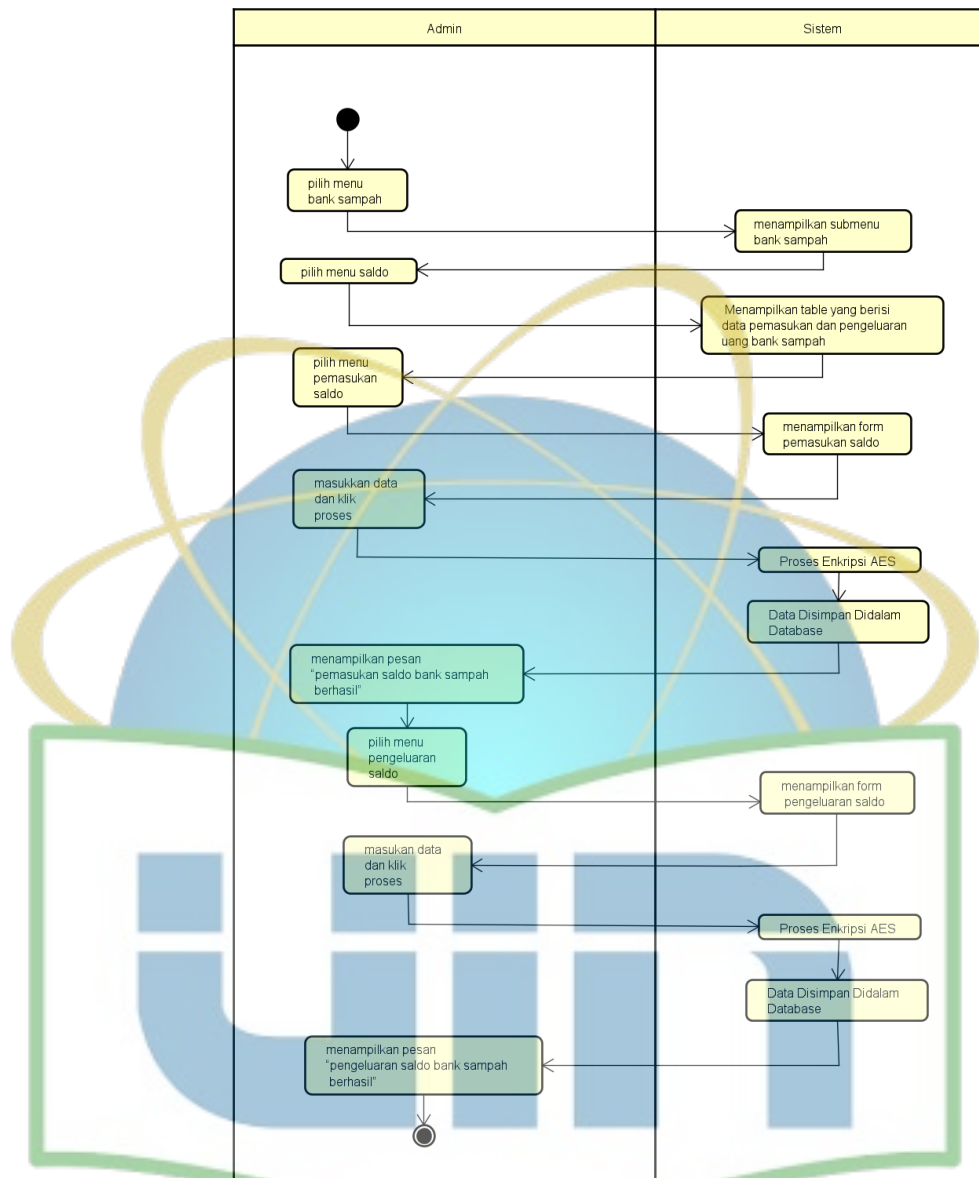 Admin
Sistem
pilih menu
bank sampah
menampilkan submenu
bank sampah
pilih menu saldo
Menampilkan table yang berisi
data pemasukan dan pengeluaran
uang bank sampah
pilih menu
pemasukan
saldo
menampilkan form
pemasukan saldo
masukkan data
dan klik
proses
Proses Enkripsi AES
Data Disimpan Didalam
Database
menampilkan pesan
"pemasukan saldo bank sampah
berhasil"
pilih menu
pengeluaran
saldo
menampilkan form
pengeluaran saldo
masukan data
dan klik
proses
Proses Enkripsi AES
Data Disimpan Didalam
Database
menampilkan pesan
"pengeluaran saldo bank sampah
berhasil"
uin